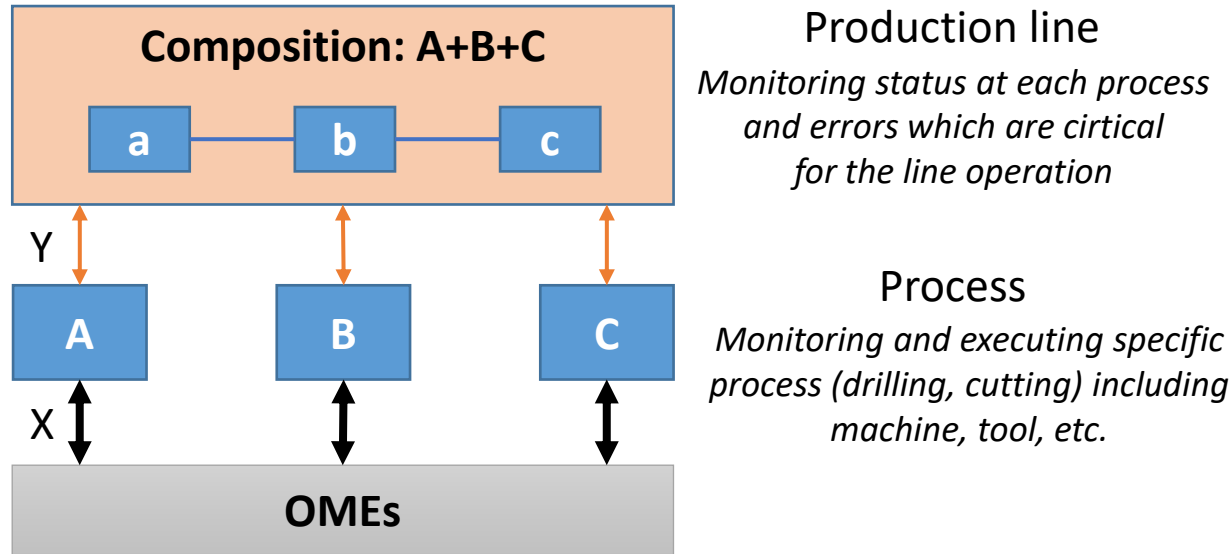 Composition: A+B+C
a b c
Production line
Monitoring status at each process
and errors which are cirtical
for the line operation
Y
A B C
Process
Monitoring and executing specific
process (drilling, cutting) including
machine, tool, etc.
X
OMEs